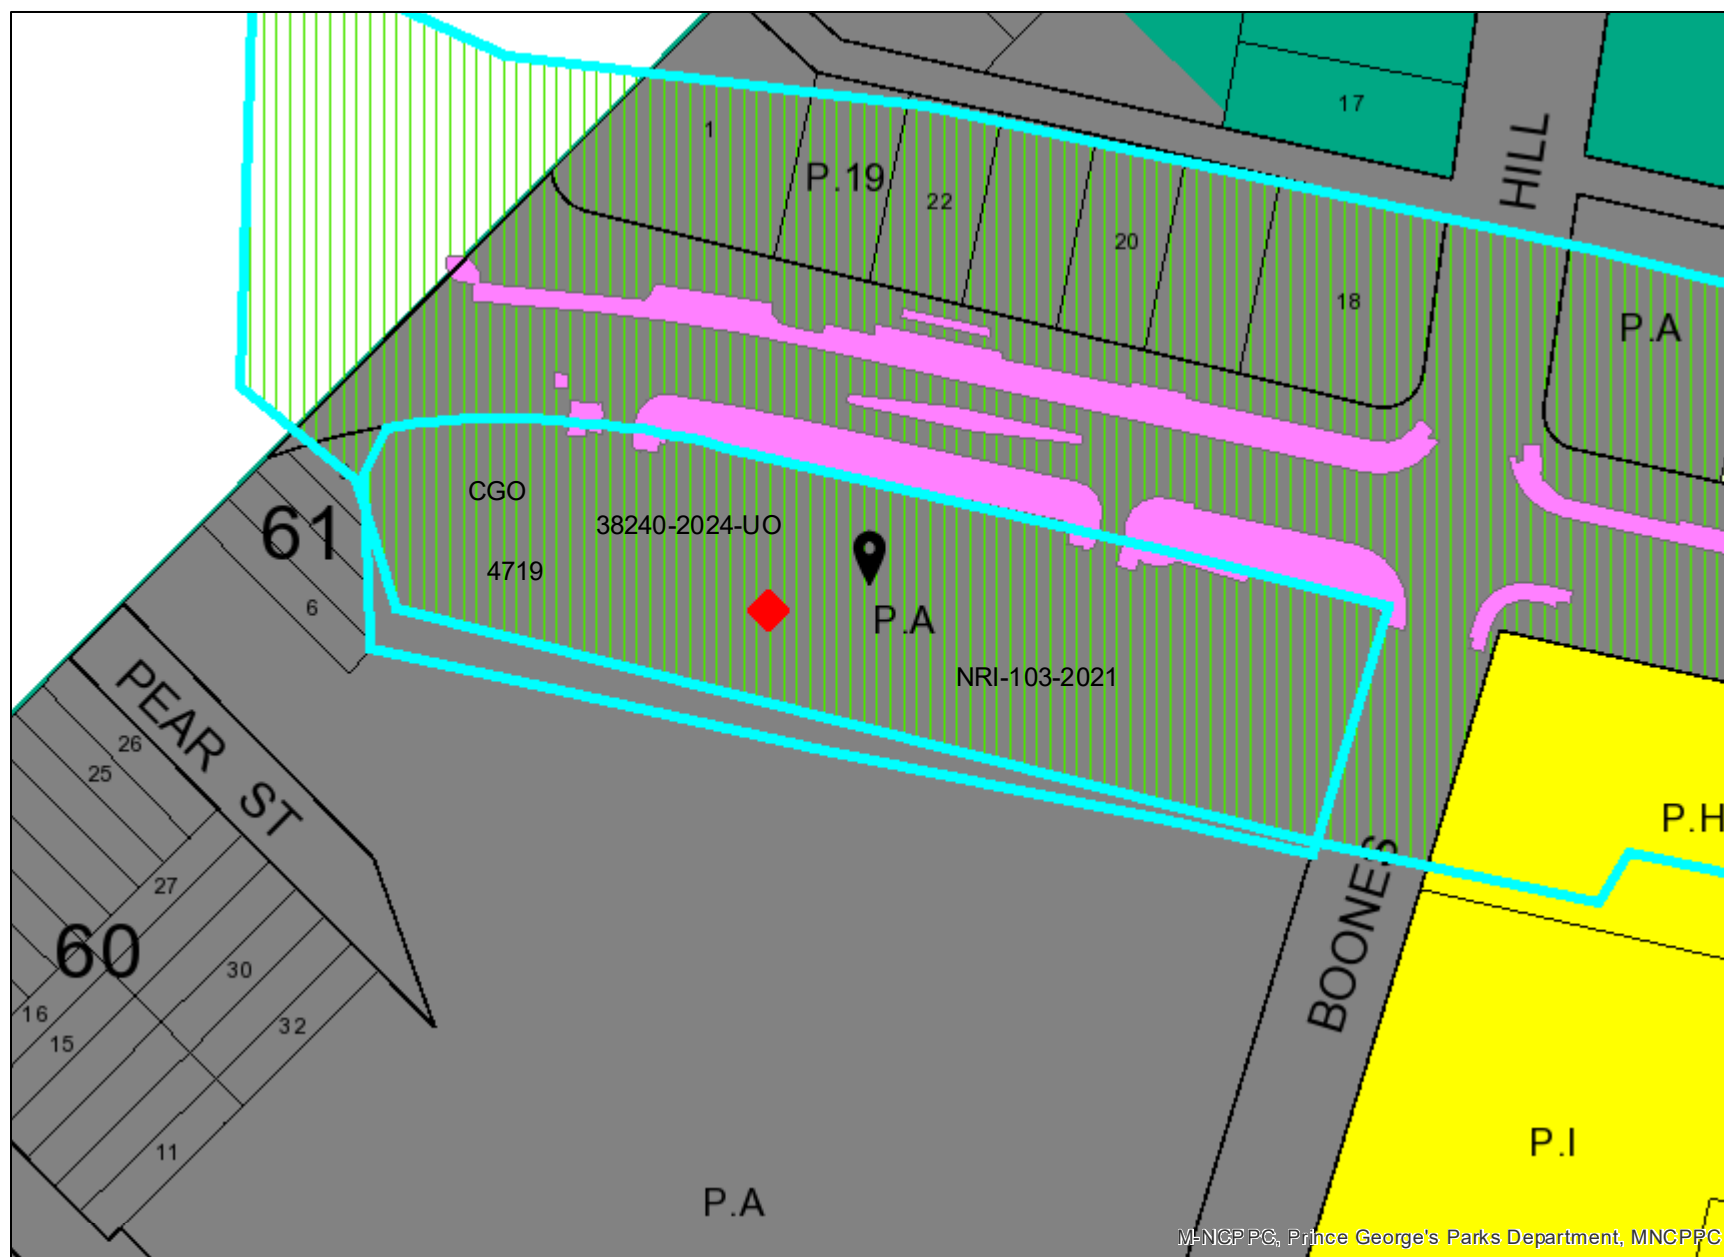 17
1
HILL
P.19
22
20
18
P.A
CGO
38240-2024-UO
61
4719
6
P.A
NRI-103-2021
PEAR ST
26
25
P.H
27
BOONES
60
30
16
32
15
P.I
11
P.A
M-NCPPC, Prince George's Parks Department, MNCPPC